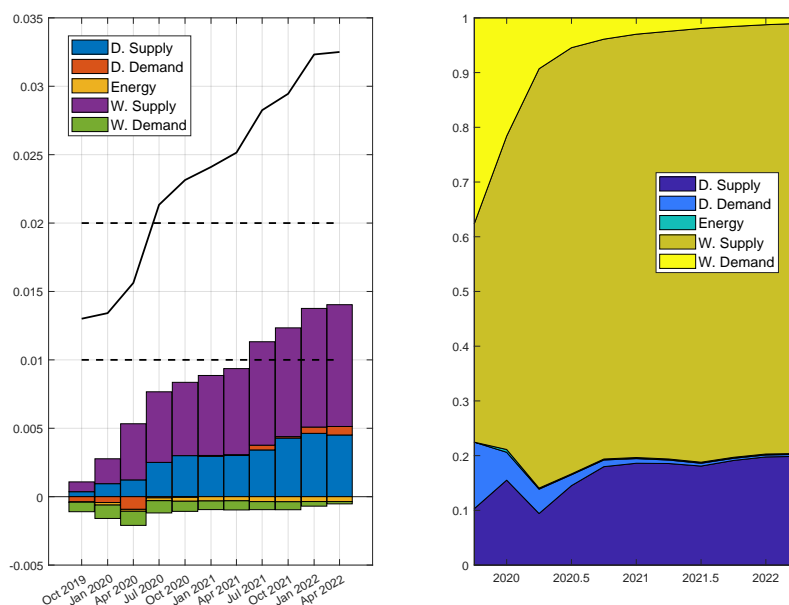 0.035
0.03
0.025
0.02
0.015
0.01
0.005
0
-0.005
D. Supply
D. Demand
Energy
W. Supply
W. Demand
Oct 2019
Jan 2020
Apr 2020
Jul 2020
Oct 2020
Jan 2021
Apr 2021
Jul 2021
Oct 2021
Jan 2022
Apr 2022
1
0.9
0.8
0.7
0.6
0.5
0.4
0.3
0.2
0.1
0
D. Supply
D. Demand
Energy
W. Supply
W. Demand
2020
2020.5
2021
2021.5
2022